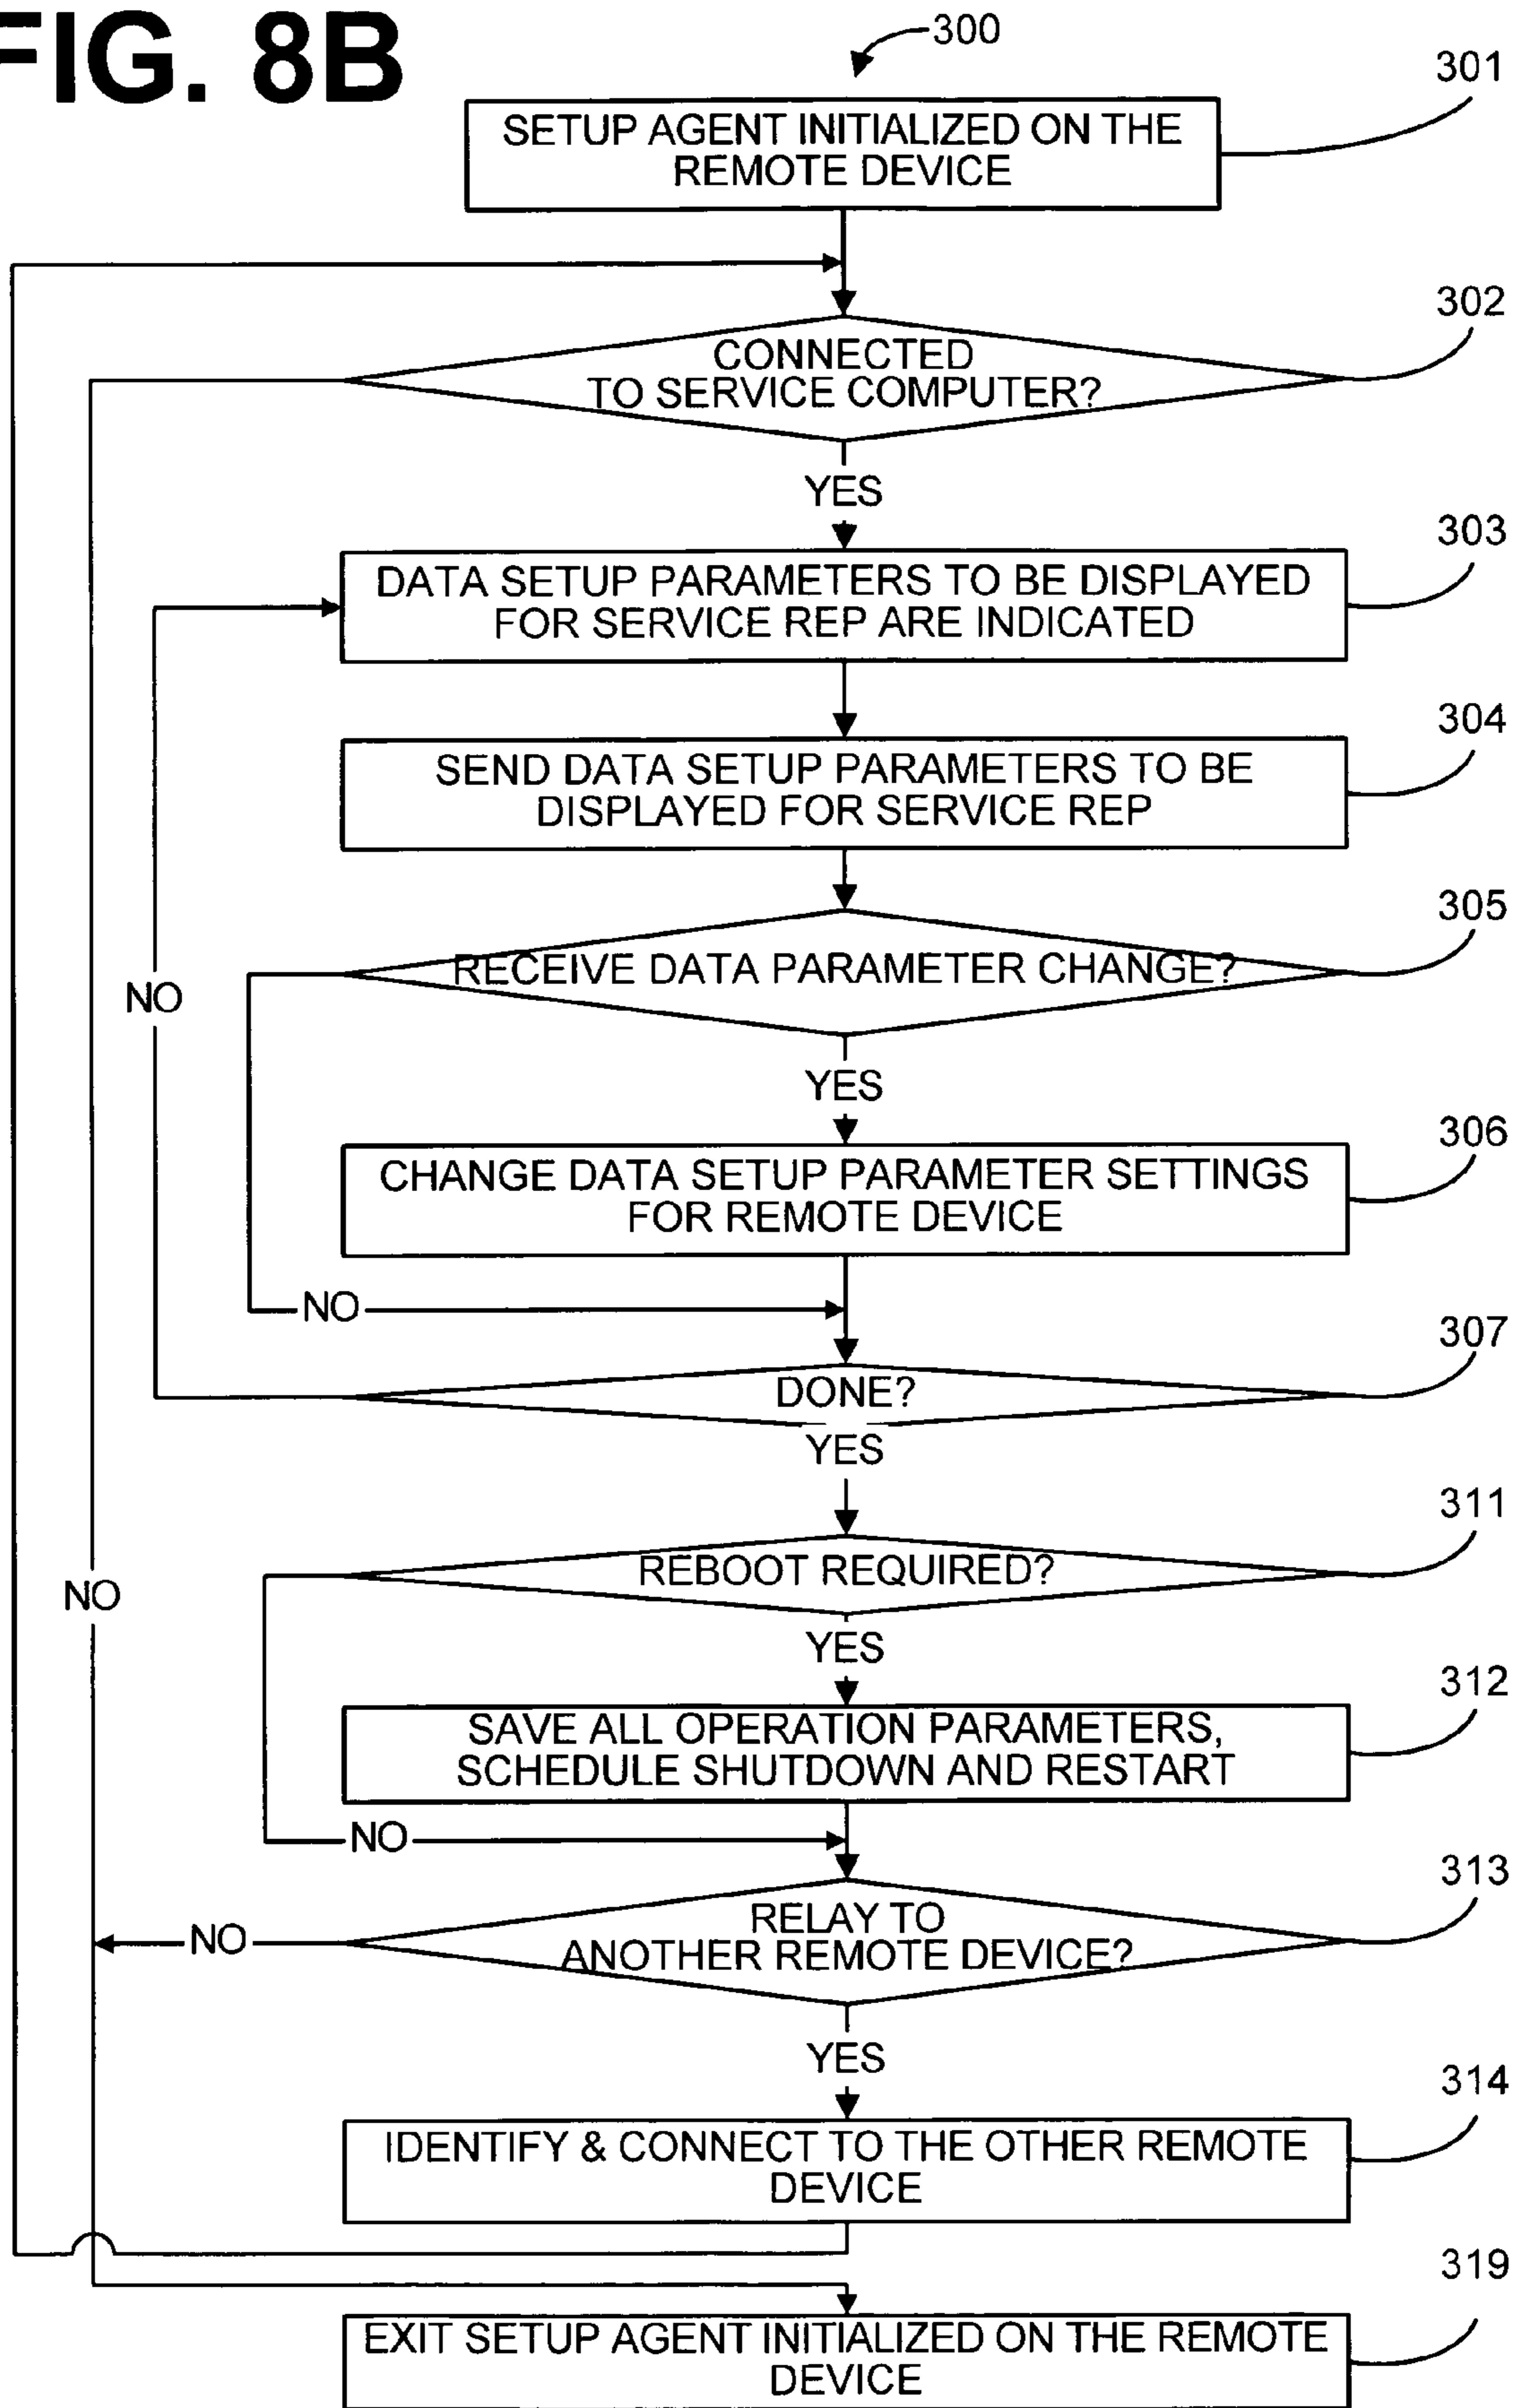 FIG. 8B
300
301
SETUP AGENT INITIALIZED ON THE
REMOTE DEVICE
302
CONNECTED
TO SERVICE COMPUTER?
YES
303
DATA SETUP PARAMETERS TO BE DISPLAYED
FOR SERVICE REP ARE INDICATED
304
SEND DATA SETUP PARAMETERS TO BE
DISPLAYED FOR SERVICE REP
305
RECEIVE DATA PARAMETER CHANGE?
NO
YES
306
CHANGE DATA SETUP PARAMETER SETTINGS
FOR REMOTE DEVICE
NO
307
DONE?
YES
311
REBOOT REQUIRED?
NO
YES
312
SAVE ALL OPERATION PARAMETERS,
SCHEDULE SHUTDOWN AND RESTART
NO
313
RELAY TO
ANOTHER REMOTE DEVICE?
NO
YES
314
IDENTIFY & CONNECT TO THE OTHER REMOTE
DEVICE
319
EXIT SETUP AGENT INITIALIZED ON THE REMOTE
DEVICE